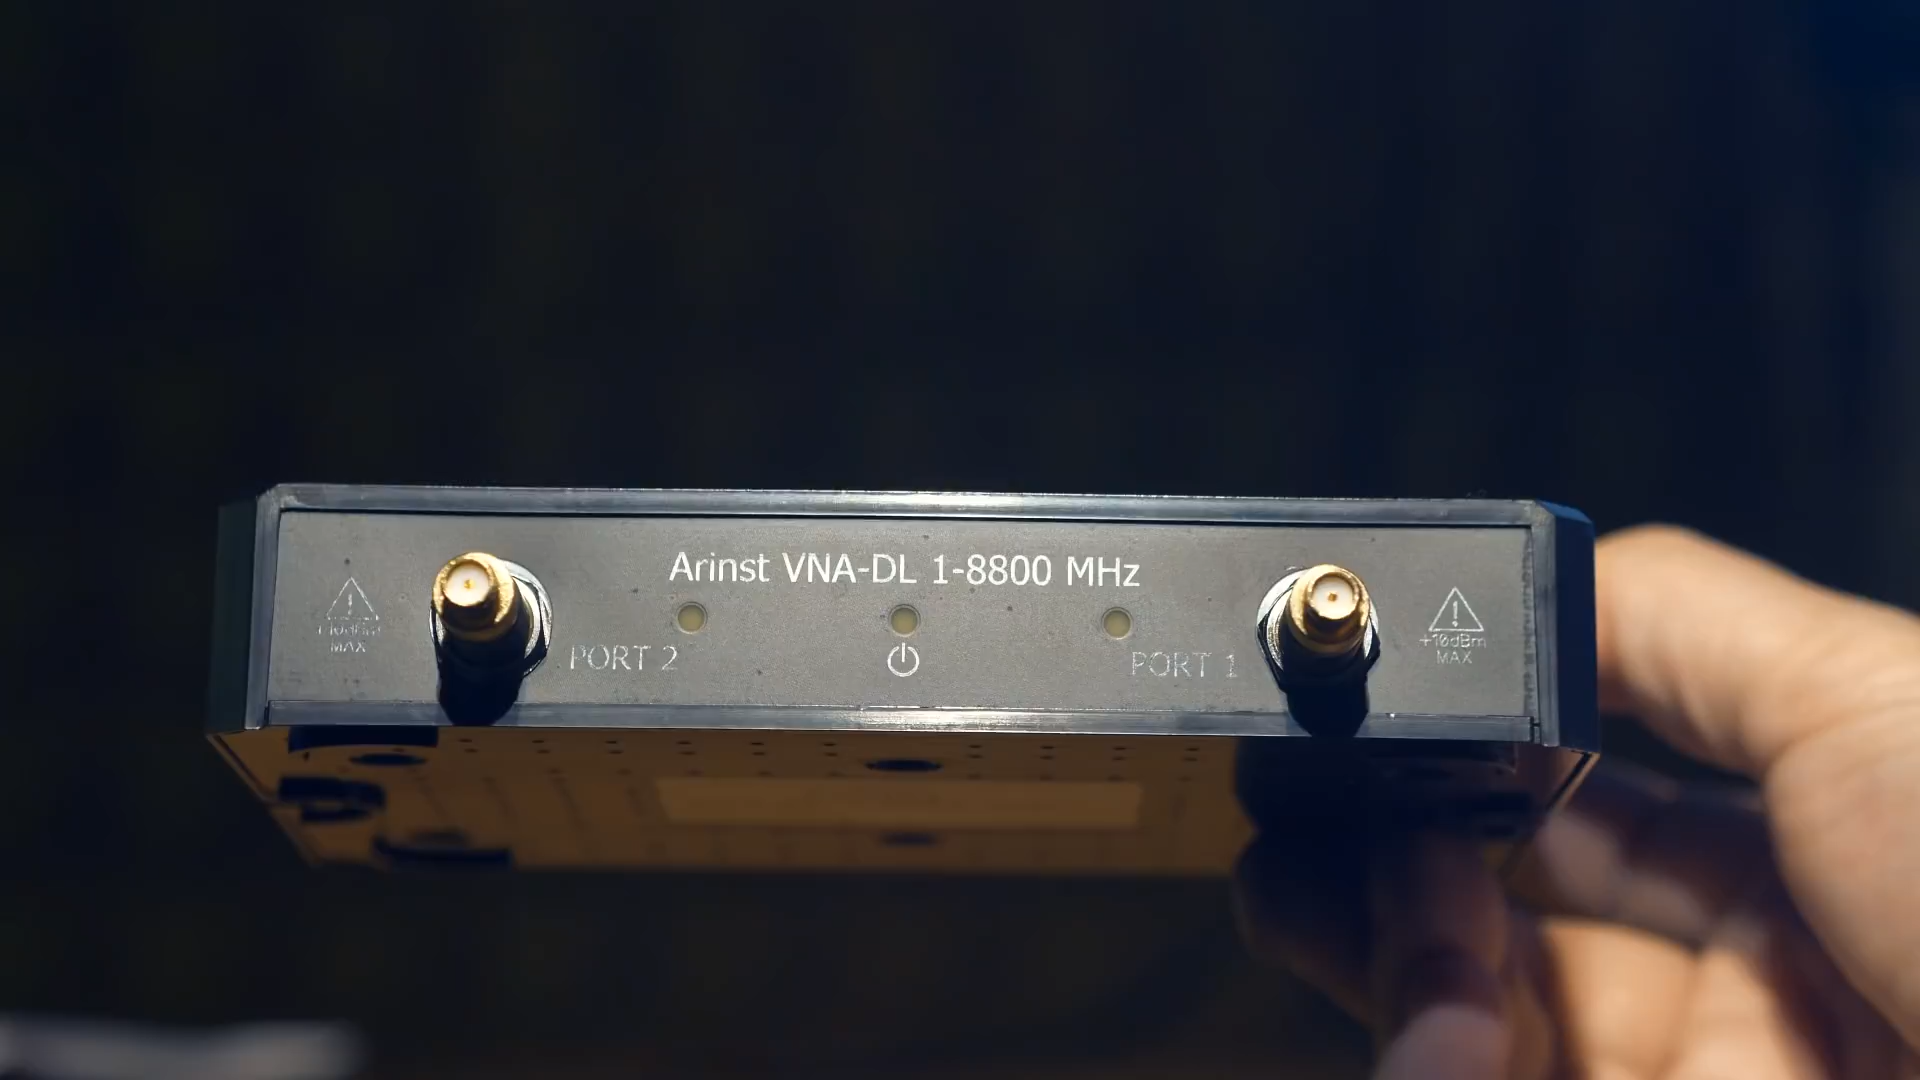 Arinst VNA-DL 1-8800 MHz
PORT 2
PORT 1
MAX
+10dBm
MAX